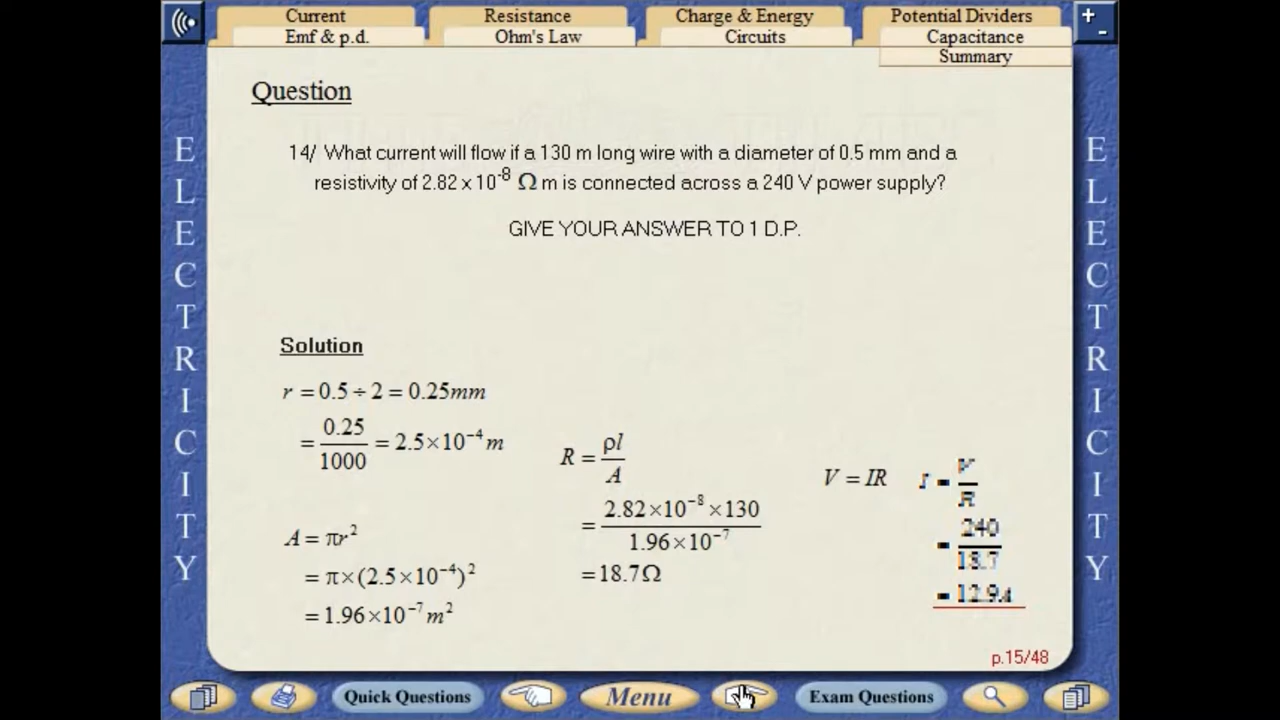 Current
Resistance
Charge & Energy
Potential Dividers
+
-
Emf & p.d.
Ohm's Law
Circuits
Capacitance
Summary
ELECTRICITY
ELECTRICITY
Question
14/ What current will flow if a 130 m long wire with a diameter of 0.5 mm and a
resistivity of 2.82 x 10⁻⁸ Ω m is connected across a 240 V power supply?
GIVE YOUR ANSWER TO 1 D.P.
Solution
r = 0.5 ÷ 2 = 0.25mm
= 0.25/1000 = 2.5×10⁻⁴ m
A = πr²
= π×(2.5×10⁻⁴)²
= 1.96×10⁻⁷ m²
R = ρl/A
= 2.82×10⁻⁸ ×130 / 1.96×10⁻⁷
= 18.7Ω
V = IR
I = V/R
= 240/18.7
= 12.9A
p.15/48
Quick Questions
Menu
Exam Questions